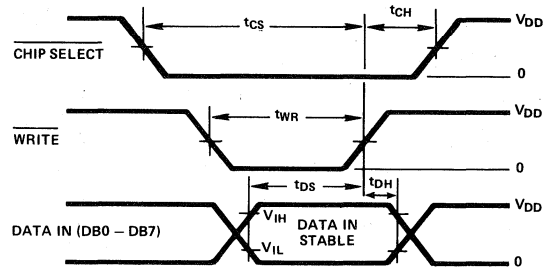 tCS
tCH
VDD
CHIP SELECT
0
tWR
VDD
WRITE
0
tDS
tDH
VIH
VDD
DATA IN (DB0 – DB7)
DATA IN
STABLE
VIL
0